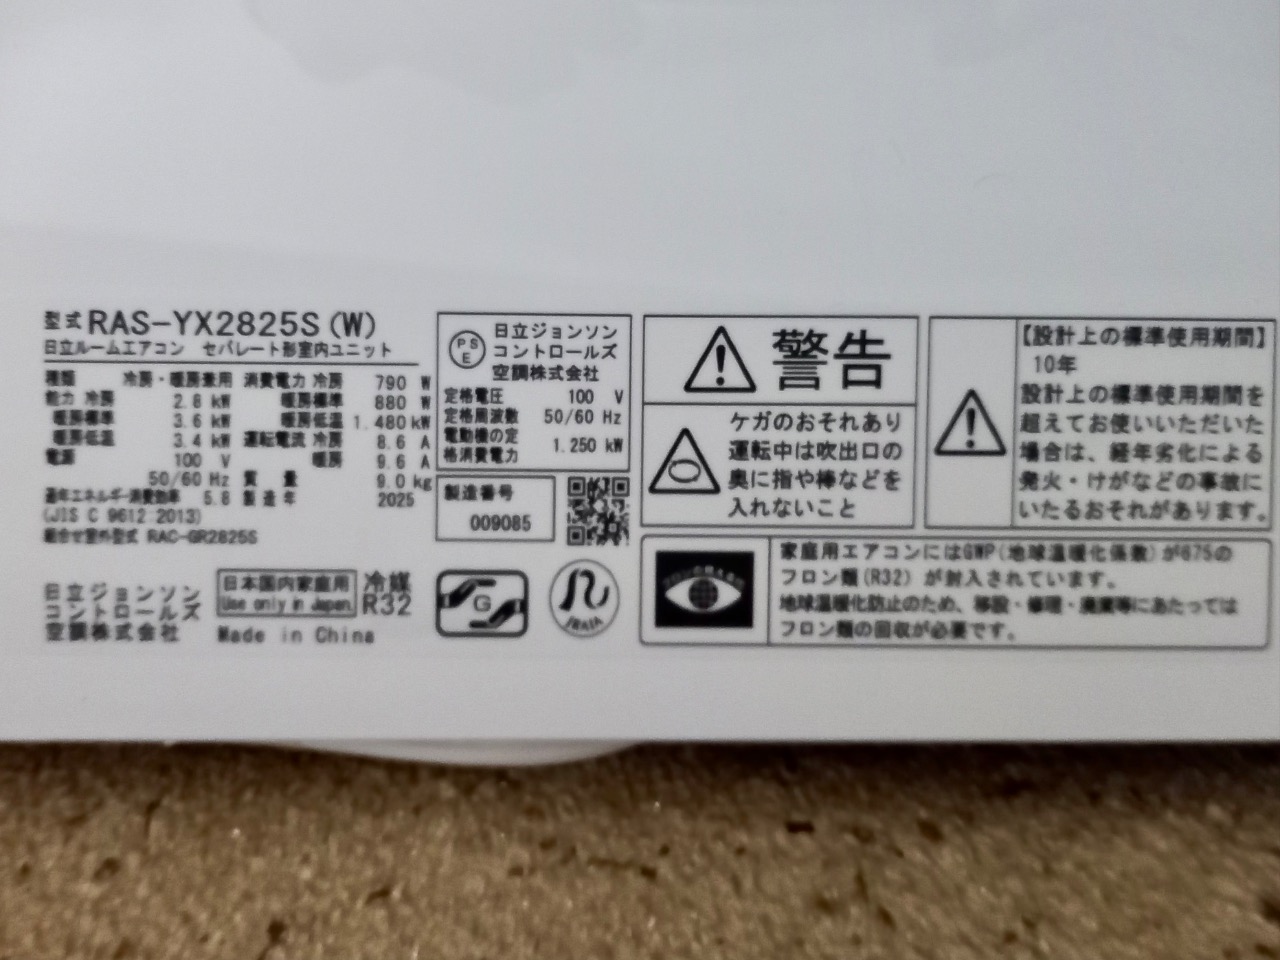 型式 RAS-YX2825S (W)
日立ルームエアコン セパレート形室内ユニット
種類 冷房・暖房兼用 消費電力 冷房 790 W
能力 冷房 2.8 kW 暖房標準 880 W
暖房標準 3.6 kW 暖房低温 1.480 kW
暖房低温 3.4 kW 運転電流 冷房 8.6 A
電源 100 V 暖房 9.6 A
50/60 Hz 質量 9.0 kg
通年エネルギー消費効率 5.8 製造年 2025
(JIS C 9612:2013)
組合せ室外型式 RAC-GR2825S
日立ジョンソン
コントロールズ
空調株式会社
日本国内家庭用
Use only in Japan
冷媒
R32
Made in China
PS
E
日立ジョンソン
コントロールズ
空調株式会社
定格電圧 100 V
定格周波数 50/60 Hz
電動機の定
格消費電力 1.250 kW
製造番号
009085
G
JRAIA
警告
ケガのおそれあり
運転中は吹出口の
奥に指や棒などを
入れないこと
【設計上の標準使用期間】
10年
設計上の標準使用期間を
超えてお使いいただいた
場合は、経年劣化による
発火・けがなどの事故に
いたるおそれがあります。
家庭用エアコンにはGWP(地球温暖化係数)が675の
フロン類(R32) が封入されています。
地球温暖化防止のため、移設・修理・廃棄等にあたっては
フロン類の回収が必要です。